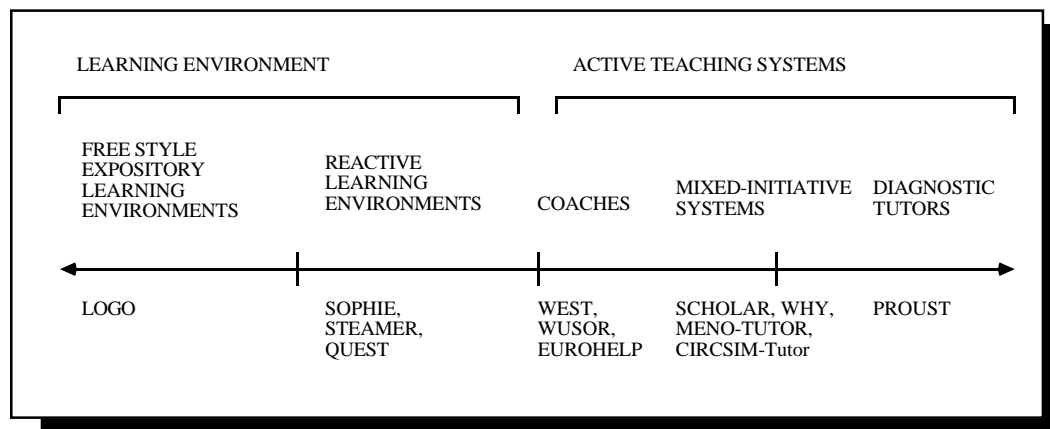 LEARNING ENVIRONMENT
ACTIVE TEACHING SYSTEMS
FREE STYLE
EXPOSITORY
LEARNING
ENVIRONMENTS
REACTIVE
LEARNING
ENVIRONMENTS
COACHES
MIXED-INITIATIVE
SYSTEMS
DIAGNOSTIC
TUTORS
LOGO
SOPHIE,
STEAMER,
QUEST
WEST,
WUSOR,
EUROHELP
SCHOLAR, WHY,
MENO-TUTOR,
CIRCSIM-Tutor
PROUST